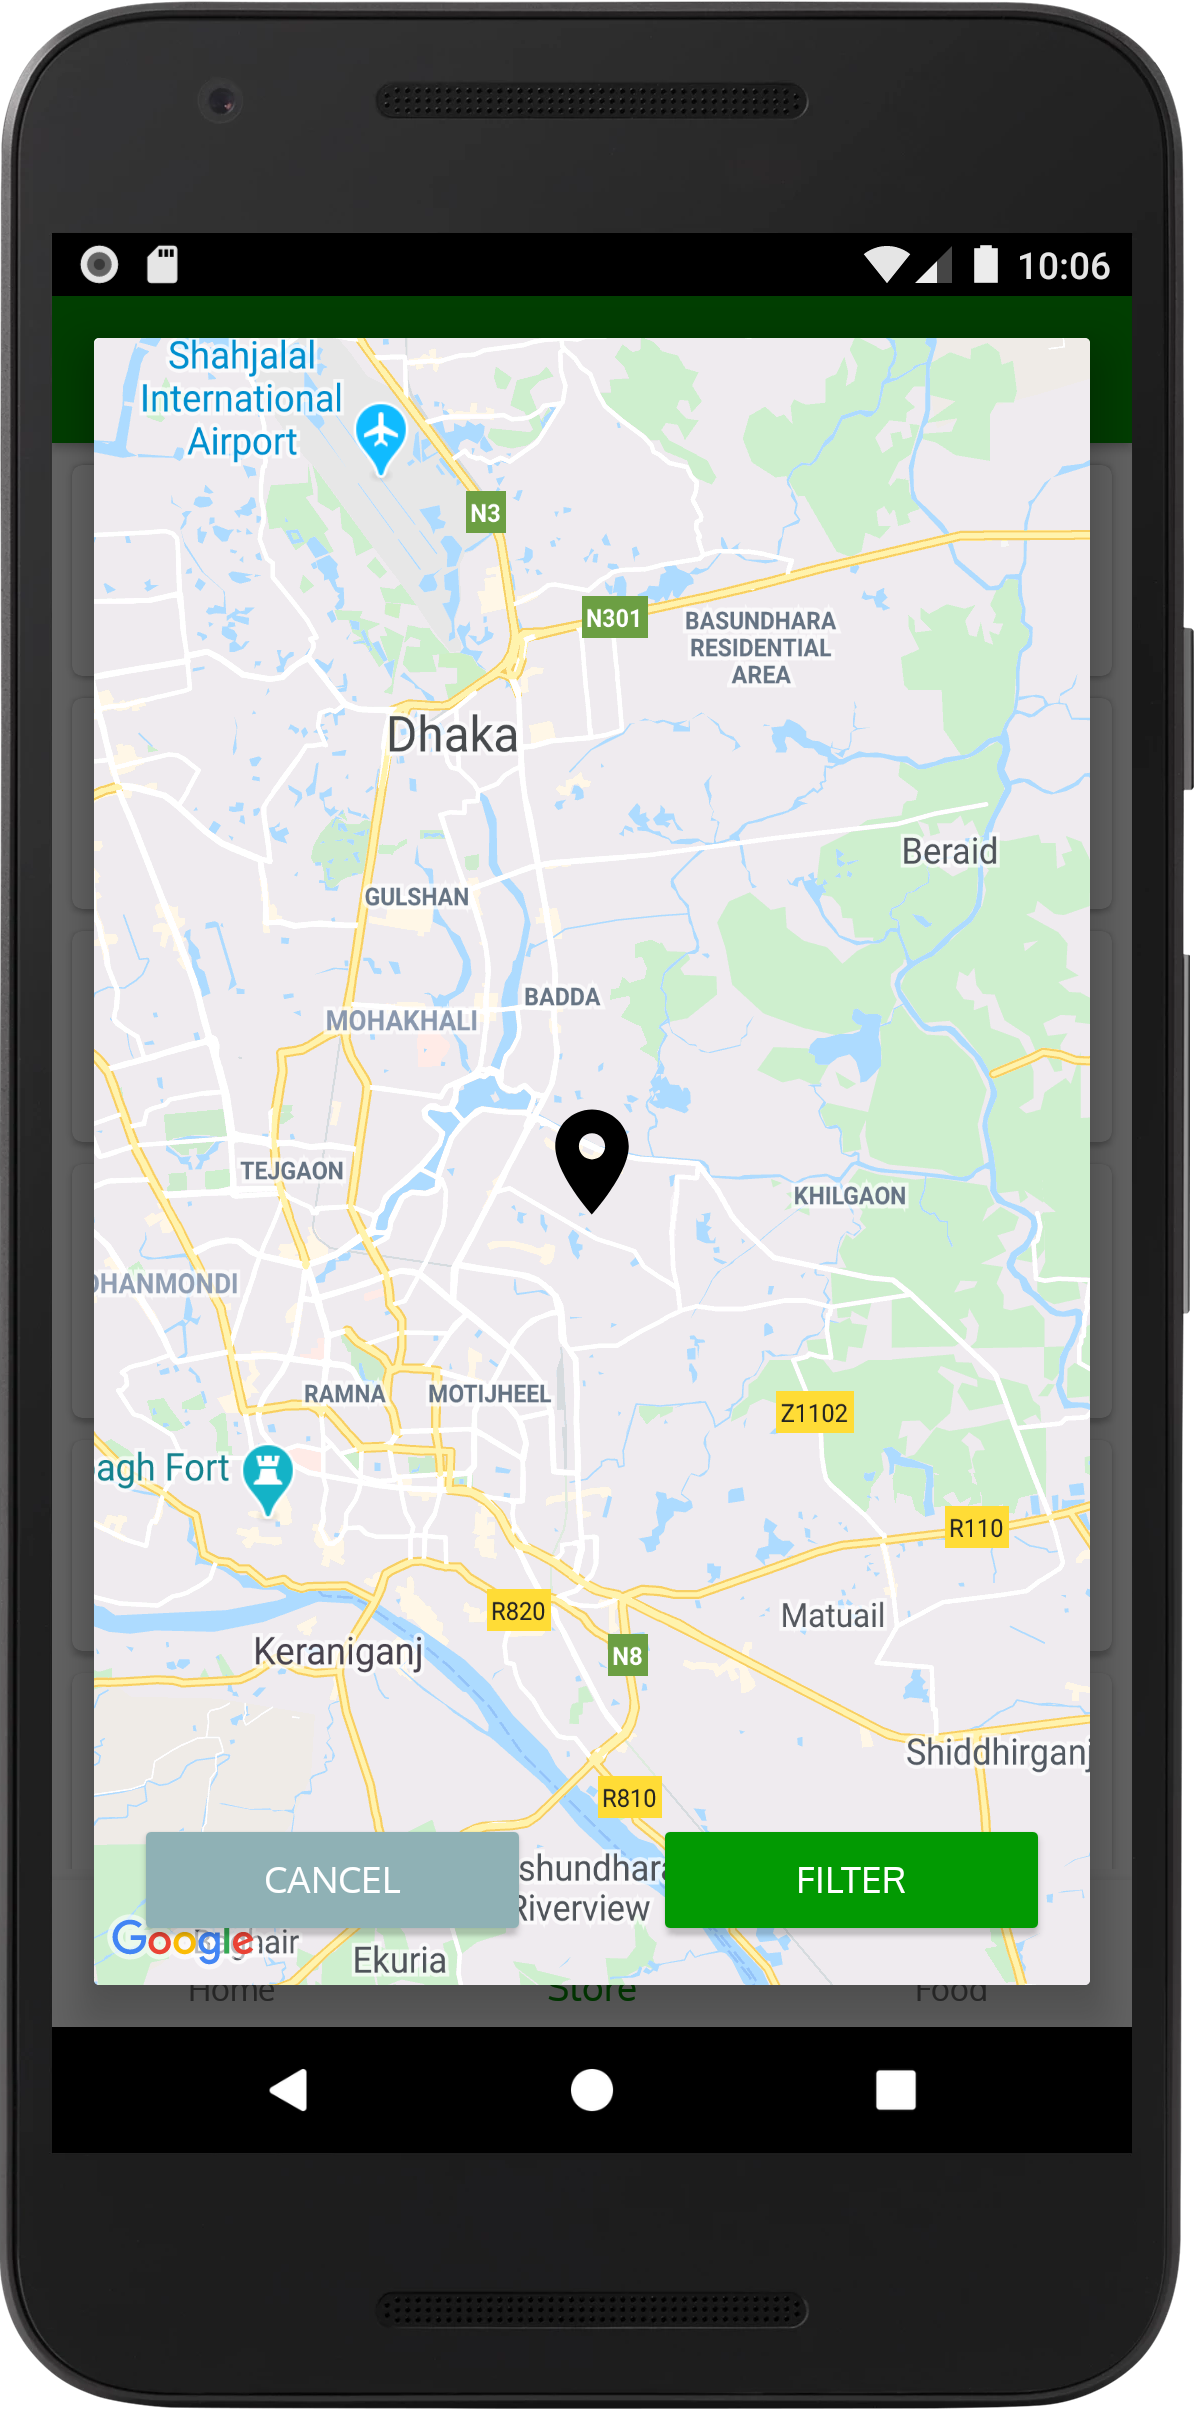 10:06
Shahjalal
International
Airport
N3
N301
BASUNDHARA
RESIDENTIAL
AREA
Dhaka
Beraid
GULSHAN
BADDA
MOHAKHALI
TEJGAON
KHILGAON
DHANMONDI
RAMNA
MOTIJHEEL
Z1102
agh Fort
R110
R820
Matuail
Keraniganj
N8
Shiddhirganj
R810
shundhara
Riverview
CANCEL
FILTER
Google
air
Ekuria
Home
Store
Food